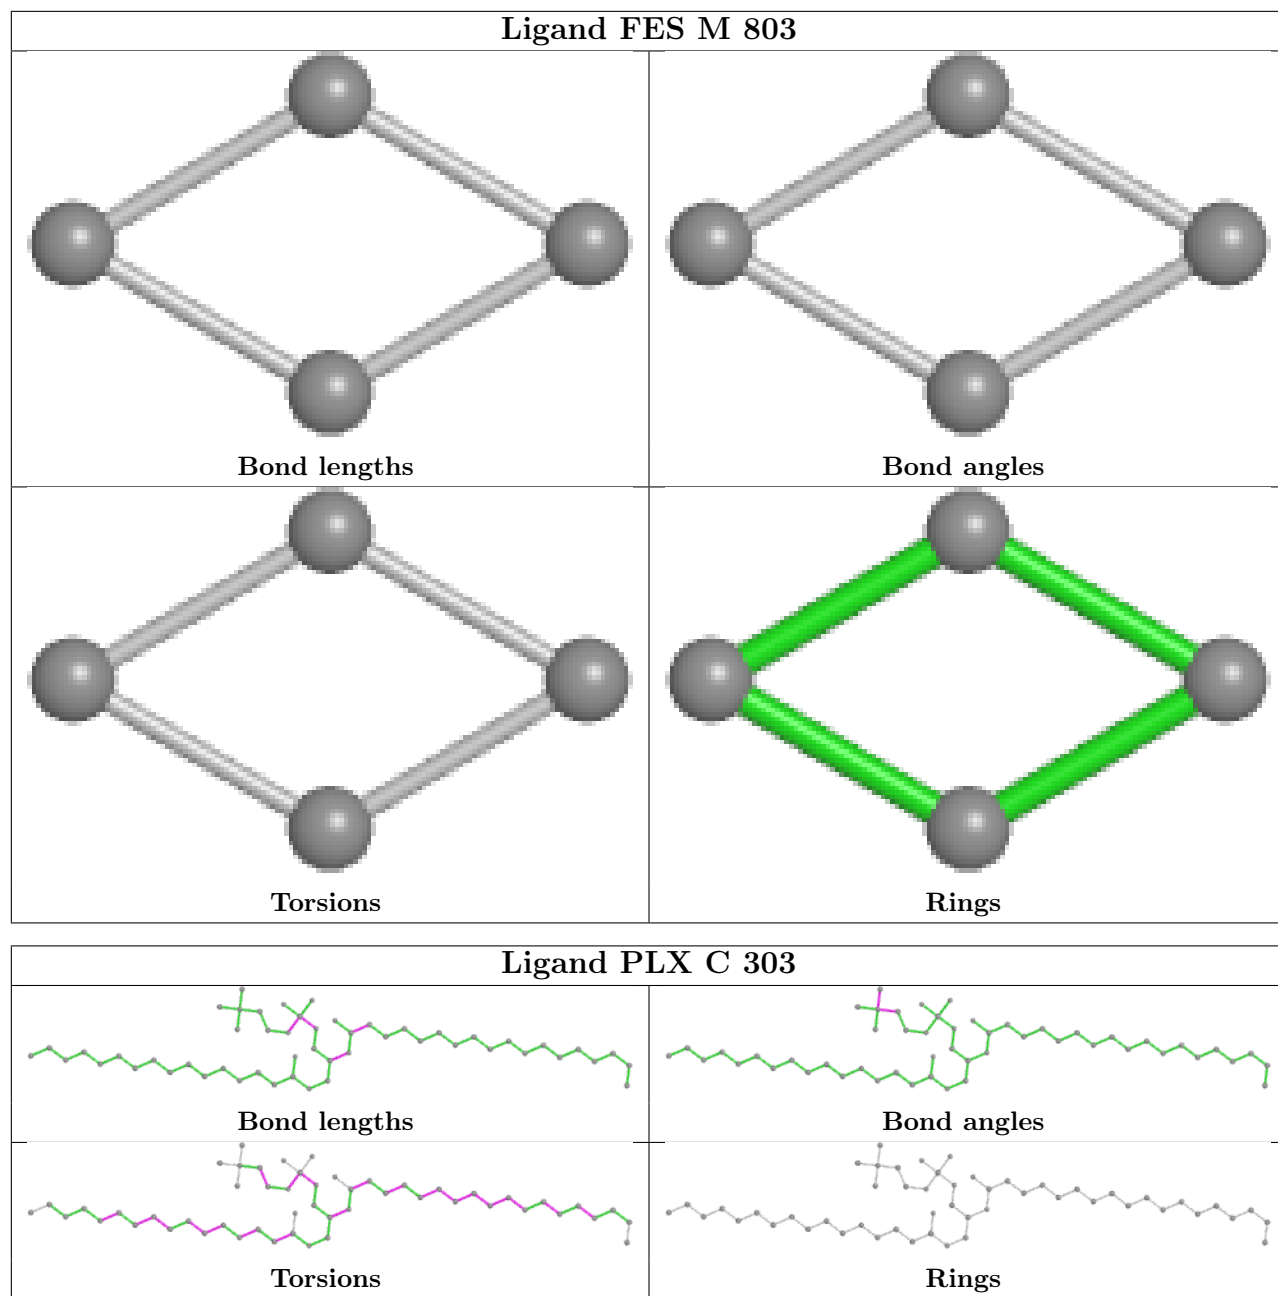 Ligand FES M 803
Bond lengths
Bond angles
Torsions
Rings
Ligand PLX C 303
Bond lengths
Bond angles
Torsions
Rings